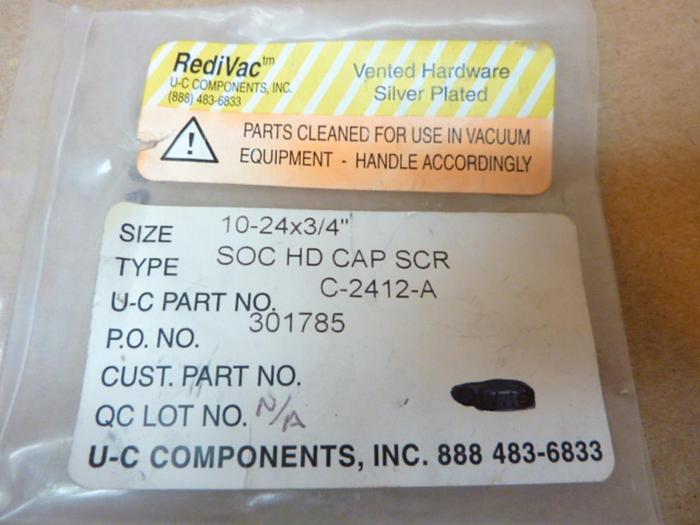 RediVac™
U-C COMPONENTS, INC.
(888) 483-6833
Vented Hardware
Silver Plated
PARTS CLEANED FOR USE IN VACUUM
EQUIPMENT - HANDLE ACCORDINGLY
SIZE 10-24x3/4"
TYPE SOC HD CAP SCR
U-C PART NO. C-2412-A
P.O. NO. 301785
CUST. PART NO.
QC LOT NO. N/A
U-C COMPONENTS, INC. 888 483-6833